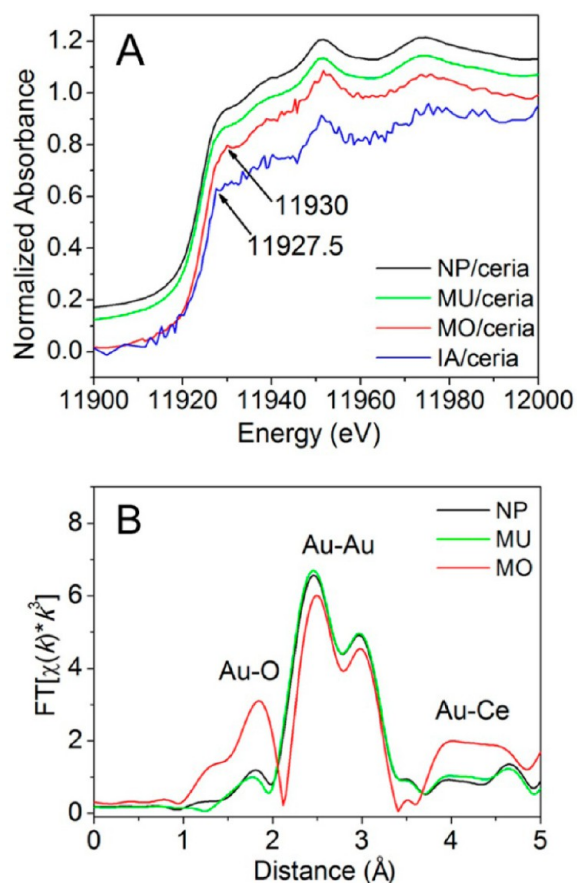 A
1.2
1.0
0.8
0.6
0.4
0.2
0.0
Normalized Absorbance
11930
11927.5
NP/ceria
MU/ceria
MO/ceria
IA/ceria
11900 11920 11940 11960 11980 12000
Energy (eV)
B
8
6
4
2
0
FT[χ(k)*k³]
NP
MU
MO
Au-Au
Au-O
Au-Ce
0 1 2 3 4 5
Distance (Å)